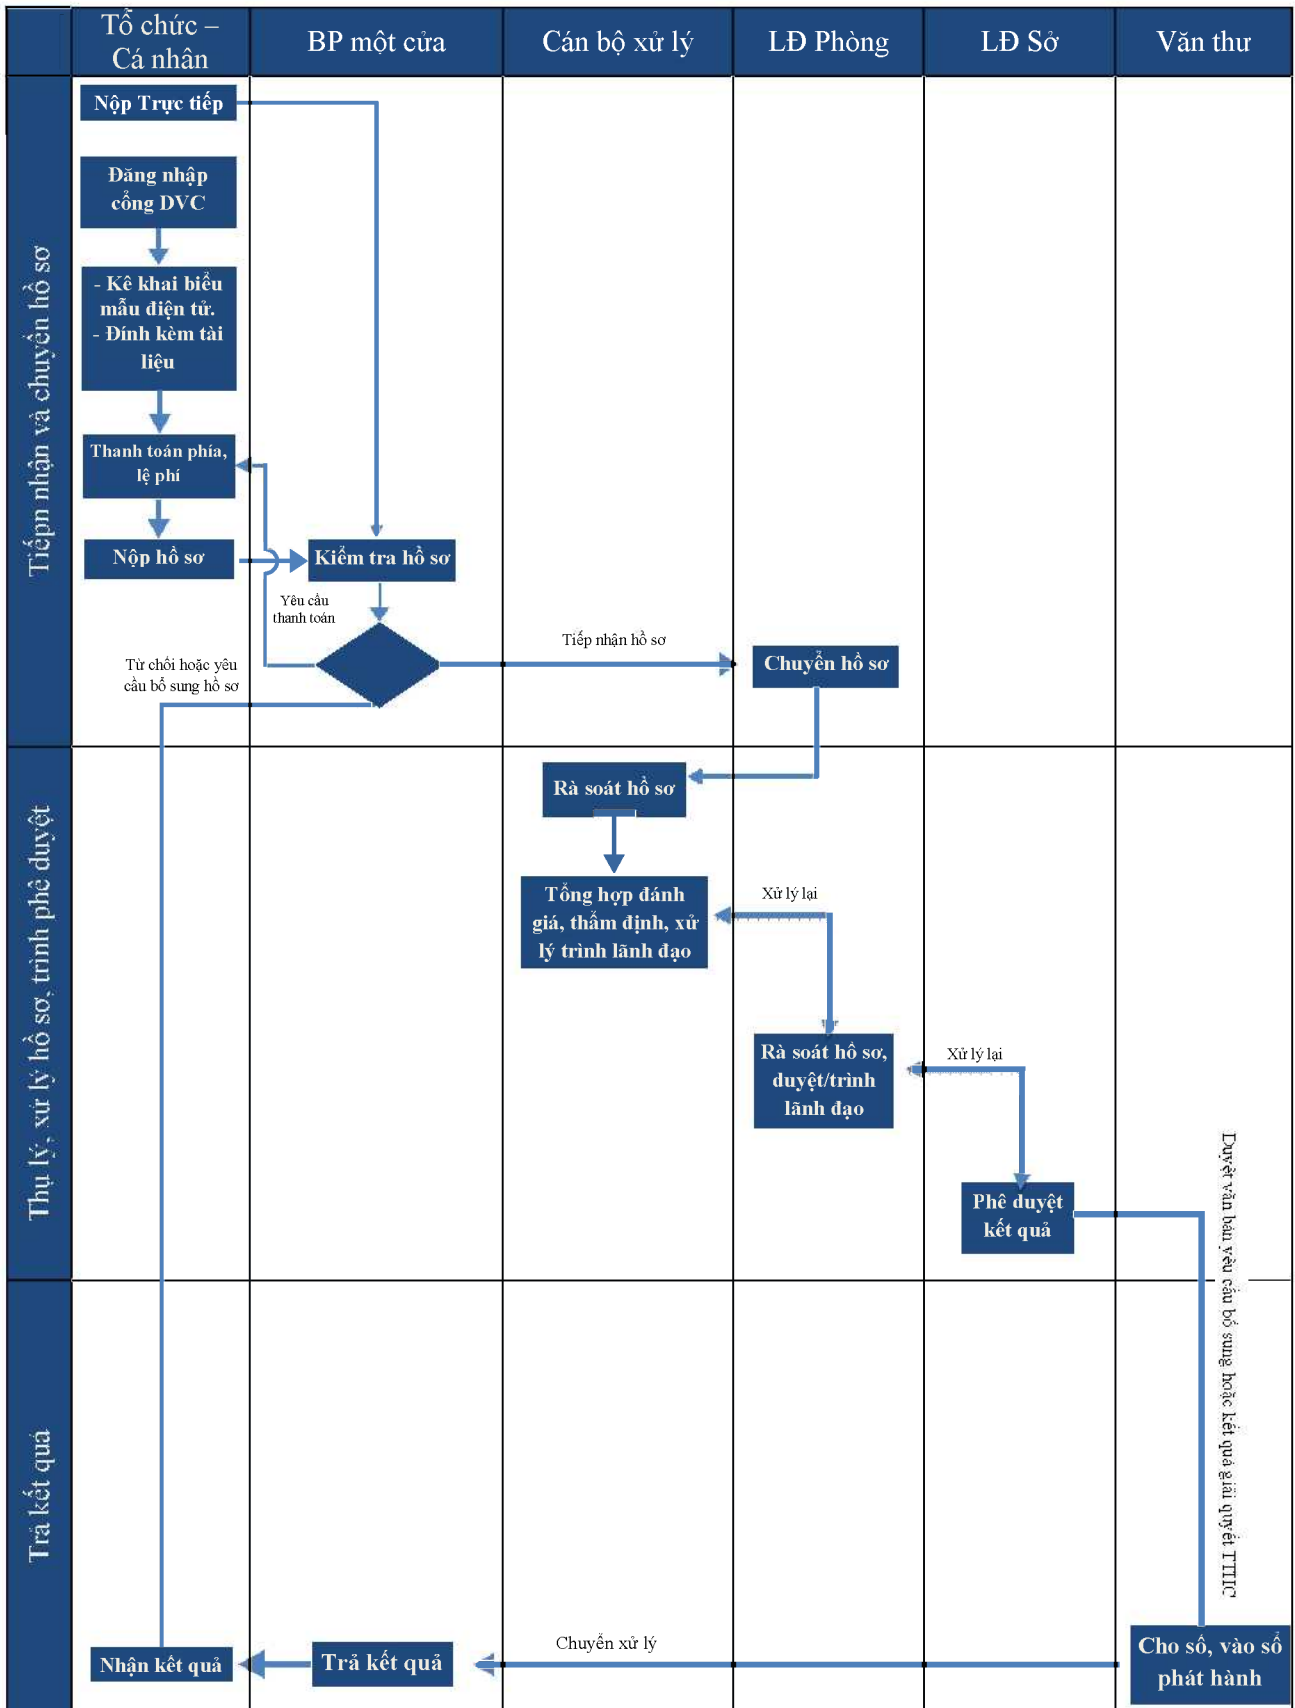 Tổ chức –
Cá nhân
BP một cửa
Cán bộ xử lý
LĐ Phòng
LĐ Sở
Văn thư
Tiếpn nhận và chuyển hồ sơ
Nộp Trực tiếp
Đăng nhập
cổng DVC
- Kê khai biểu
mẫu điện tử.
- Đính kèm tài
liệu
Thanh toán phía,
lệ phí
Nộp hồ sơ
Kiểm tra hồ sơ
Yêu cầu
thanh toán
Tiếp nhận hồ sơ
Chuyển hồ sơ
Từ chối hoặc yêu
cầu bổ sung hồ sơ
Thụ lý, xử lý hồ sơ, trình phê duyệt
Rà soát hồ sơ
Tổng hợp đánh
giá, thẩm định, xử
lý trình lãnh đạo
Xử lý lại
Rà soát hồ sơ,
duyệt/trình
lãnh đạo
Xử lý lại
Phê duyệt
kết quả
Duyệt văn bản yêu cầu bổ sung hoặc kết quả giải quyết TTHC
Trả kết quả
Nhận kết quả
Trả kết quả
Chuyển xử lý
Cho số, vào sổ
phát hành